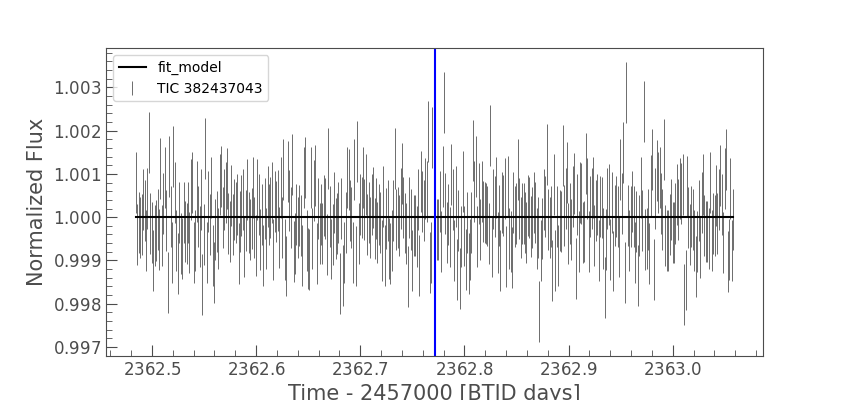 fit_model
TIC 382437043
1.003
1.002
1.001
1.000
0.999
0.998
0.997
Normalized Flux
2362.5 2362.6 2362.7 2362.8 2362.9 2363.0
Time - 2457000 [BTJD days]